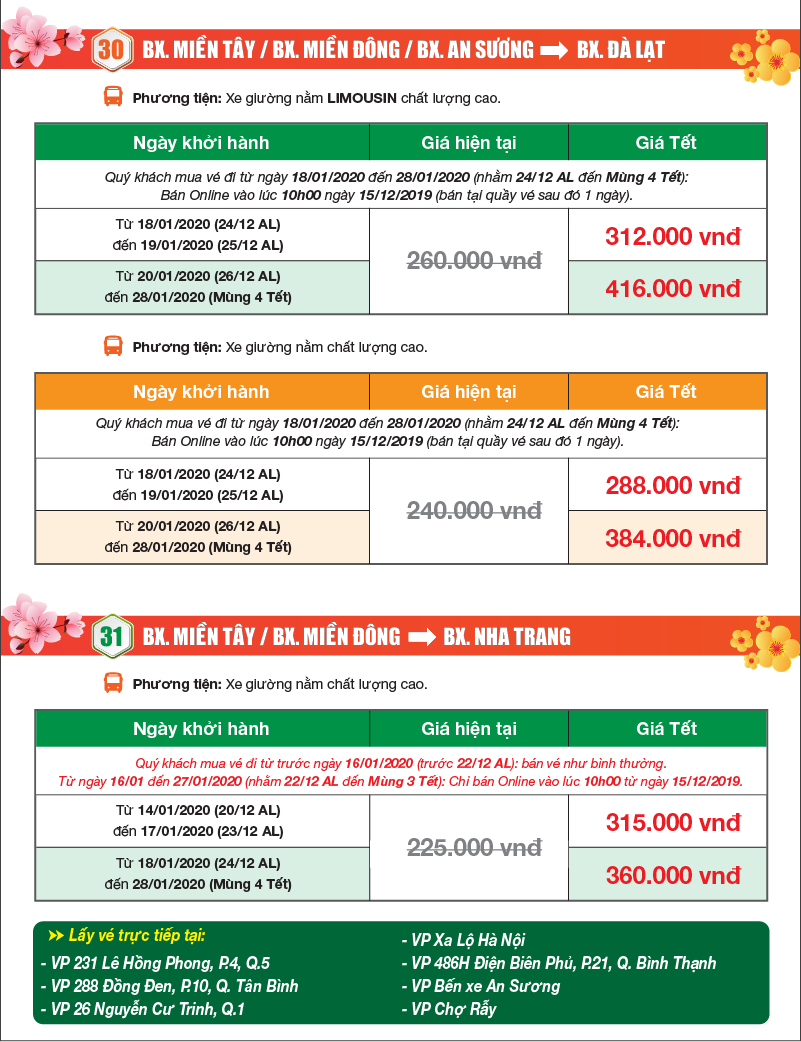 30 BX. MIỀN TÂY / BX. MIỀN ĐÔNG / BX. AN SƯƠNG ➡ BX. ĐÀ LẠT
Phương tiện: Xe giường nằm LIMOUSIN chất lượng cao.
Ngày khởi hành Giá hiện tại Giá Tết
Quý khách mua vé đi từ ngày 18/01/2020 đến 28/01/2020 (nhằm 24/12 AL đến Mùng 4 Tết):
Bán Online vào lúc 10h00 ngày 15/12/2019 (bán tại quầy vé sau đó 1 ngày).
Từ 18/01/2020 (24/12 AL)
đến 19/01/2020 (25/12 AL)
260.000 vnđ
312.000 vnđ
Từ 20/01/2020 (26/12 AL)
đến 28/01/2020 (Mùng 4 Tết)
416.000 vnđ
Phương tiện: Xe giường nằm chất lượng cao.
Ngày khởi hành Giá hiện tại Giá Tết
Quý khách mua vé đi từ ngày 18/01/2020 đến 28/01/2020 (nhằm 24/12 AL đến Mùng 4 Tết):
Bán Online vào lúc 10h00 ngày 15/12/2019 (bán tại quầy vé sau đó 1 ngày).
Từ 18/01/2020 (24/12 AL)
đến 19/01/2020 (25/12 AL)
240.000 vnđ
288.000 vnđ
Từ 20/01/2020 (26/12 AL)
đến 28/01/2020 (Mùng 4 Tết)
384.000 vnđ
31 BX. MIỀN TÂY / BX. MIỀN ĐÔNG ➡ BX. NHA TRANG
Phương tiện: Xe giường nằm chất lượng cao.
Ngày khởi hành Giá hiện tại Giá Tết
Quý khách mua vé đi từ trước ngày 16/01/2020 (trước 22/12 AL): bán vé như bình thường.
Từ ngày 16/01 đến 27/01/2020 (nhằm 22/12 AL đến Mùng 3 Tết): Chỉ bán Online vào lúc 10h00 từ ngày 15/12/2019.
Từ 14/01/2020 (20/12 AL)
đến 17/01/2020 (23/12 AL)
225.000 vnđ
315.000 vnđ
Từ 18/01/2020 (24/12 AL)
đến 28/01/2020 (Mùng 4 Tết)
360.000 vnđ
Lấy vé trực tiếp tại:
- VP 231 Lê Hồng Phong, P.4, Q.5
- VP 288 Đồng Đen, P.10, Q. Tân Bình
- VP 26 Nguyễn Cư Trinh, Q.1
- VP Xa Lộ Hà Nội
- VP 486H Điện Biên Phủ, P.21, Q. Bình Thạnh
- VP Bến xe An Sương
- VP Chợ Rẫy